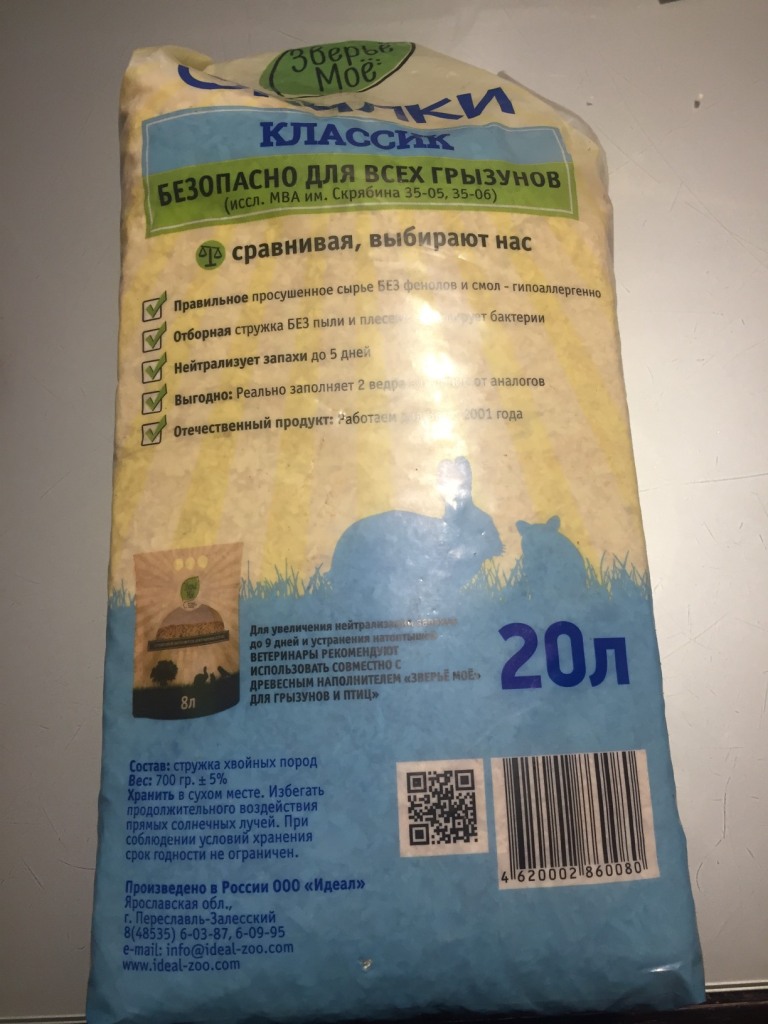 Зверьё
Моё
КЛАССИК
БЕЗОПАСНО ДЛЯ ВСЕХ ГРЫЗУНОВ
(иссл. МВА им. Скрябина 35-05, 35-06)
сравнивая, выбирают нас
Правильное просушенное сырье БЕЗ фенолов и смол - гипоаллергенно
Отборная стружка БЕЗ пыли и бактерии
Нейтрализует запахи до 5 дней
Выгодно: Реально заполняет 2 ведра от аналогов
Отечественный продукт: Работаем 2001 года
Для увеличения нейтрализации
до 9 дней и устранения натоптышей
ВЕТЕРИНАРЫ РЕКОМЕНДУЮТ
ИСПОЛЬЗОВАТЬ СОВМЕСТНО С
ДРЕВЕСНЫМ НАПОЛНИТЕЛЕМ «ЗВЕРЬЁ МОЁ»
ДЛЯ ГРЫЗУНОВ И ПТИЦ»
20л
8л
Состав: стружка хвойных пород
Вес: 700 гр. ± 5%
Хранить в сухом месте. Избегать
продолжительного воздействия
прямых солнечных лучей. При
соблюдении условий хранения
срок годности не ограничен.
4 620002 860080
Произведено в России ООО «Идеал»
Ярославская обл.,
г. Переславль-Залесский
8(48535) 6-03-87, 6-09-95
e-mail: info@ideal-zoo.com
www.ideal-zoo.com